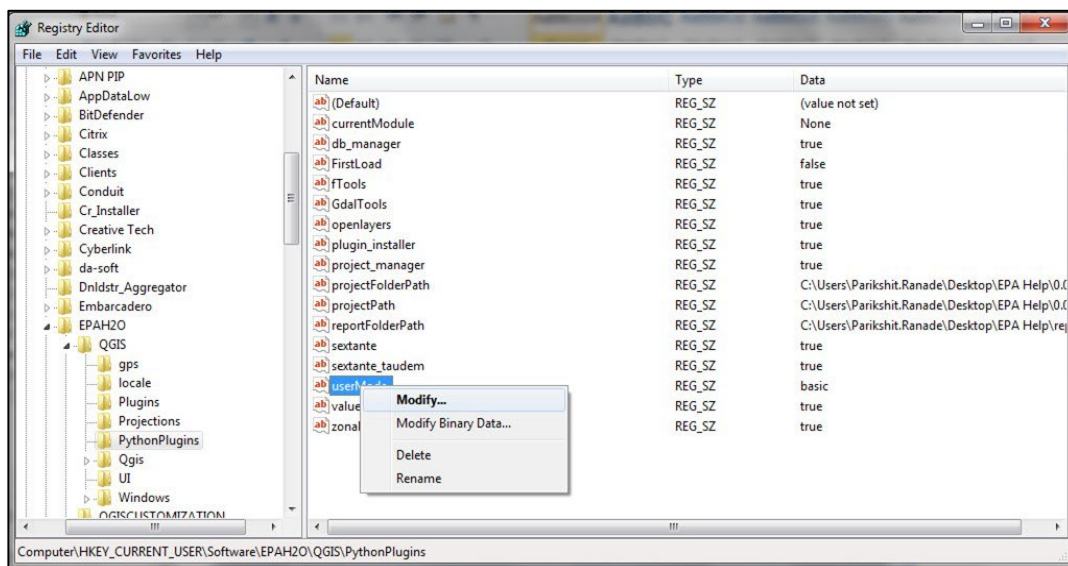 Registry Editor
File Edit View Favorites Help
APN PIP
AppDataLow
BitDefender
Citrix
Classes
Clients
Conduit
Cr_Installer
Creative Tech
Cyberlink
da-soft
Dnldstr_Aggregator
Embarcadero
EPAH2O
QGIS
gps
locale
Plugins
Projections
PythonPlugins
Qgis
UI
Windows
QGISCUSTOMIZATION
Name Type Data
(Default) REG_SZ (value not set)
currentModule REG_SZ None
db_manager REG_SZ true
FirstLoad REG_SZ false
fTools REG_SZ true
GdalTools REG_SZ true
openlayers REG_SZ true
plugin_installer REG_SZ true
project_manager REG_SZ true
projectFolderPath REG_SZ C:\Users\Parikshit.Ranade\Desktop\EPA Help\0.0
projectPath REG_SZ C:\Users\Parikshit.Ranade\Desktop\EPA Help\0.0
reportFolderPath REG_SZ C:\Users\Parikshit.Ranade\Desktop\EPA Help\rep
sextante REG_SZ true
sextante_taudem REG_SZ true
userMode REG_SZ basic
value REG_SZ true
zonal REG_SZ true
Modify...
Modify Binary Data...
Delete
Rename
Computer\HKEY_CURRENT_USER\Software\EPAH2O\QGIS\PythonPlugins